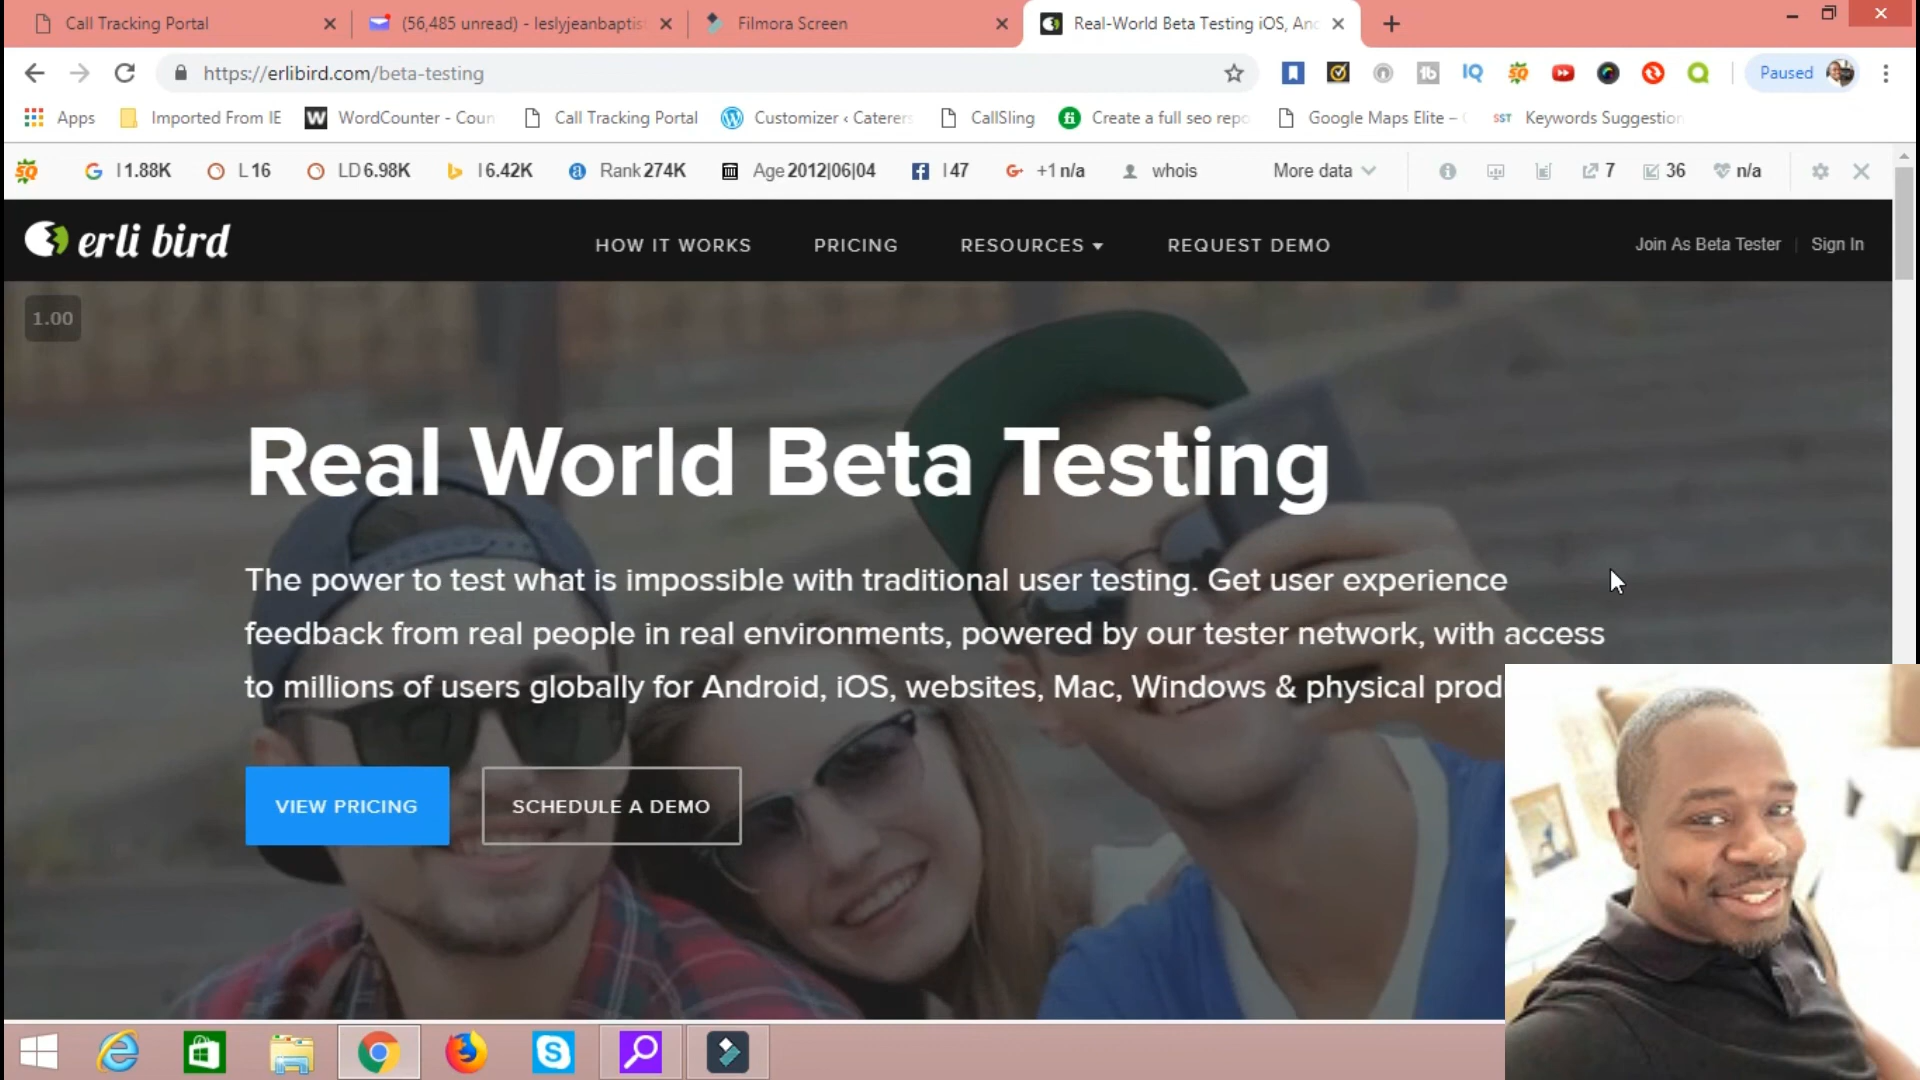 Call Tracking Portal
(56,485 unread) - leslyjeanbaptis
Filmora Screen
Real-World Beta Testing iOS, An
https://erlibird.com/beta-testing
Paused
Apps
Imported From IE
WordCounter - Coun
Call Tracking Portal
Customizer ‹ Caterers
CallSling
Create a full seo repo
Google Maps Elite –
SST Keywords Suggestion
SQ
I 1.88K
L 16
LD 6.98K
I 6.42K
Rank 274K
Age 2012|06|04
I 47
+1 n/a
whois
More data
7
36
n/a
erli bird
HOW IT WORKS
PRICING
RESOURCES
REQUEST DEMO
Join As Beta Tester
Sign In
1.00
Real World Beta Testing
The power to test what is impossible with traditional user testing. Get user experience
feedback from real people in real environments, powered by our tester network, with access
to millions of users globally for Android, iOS, websites, Mac, Windows & physical prod
VIEW PRICING
SCHEDULE A DEMO